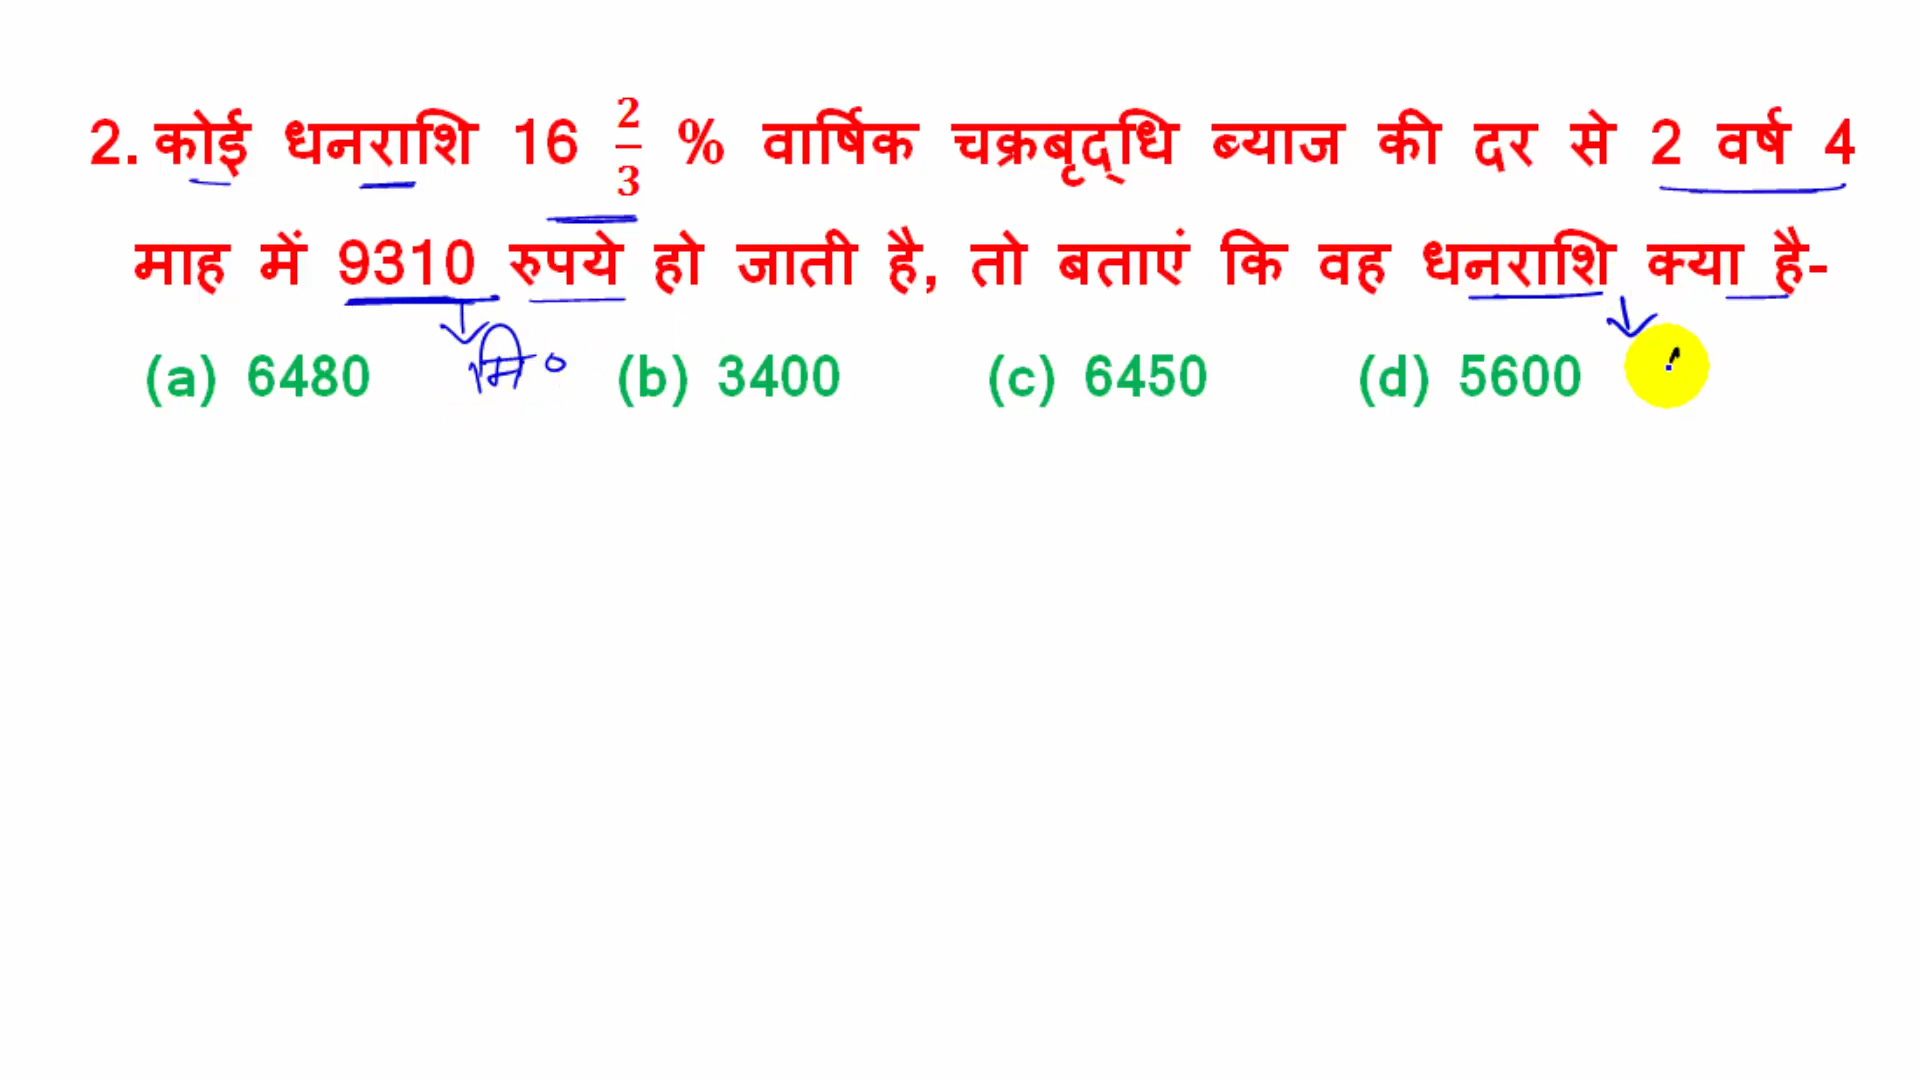 2. कोई धनराशि 16 2/3 % वार्षिक चक्रबृद्धि ब्याज की दर से 2 वर्ष 4
माह में 9310 रुपये हो जाती है, तो बताएं कि वह धनराशि क्या है-
मि०
(a) 6480 (b) 3400 (c) 6450 (d) 5600 ?